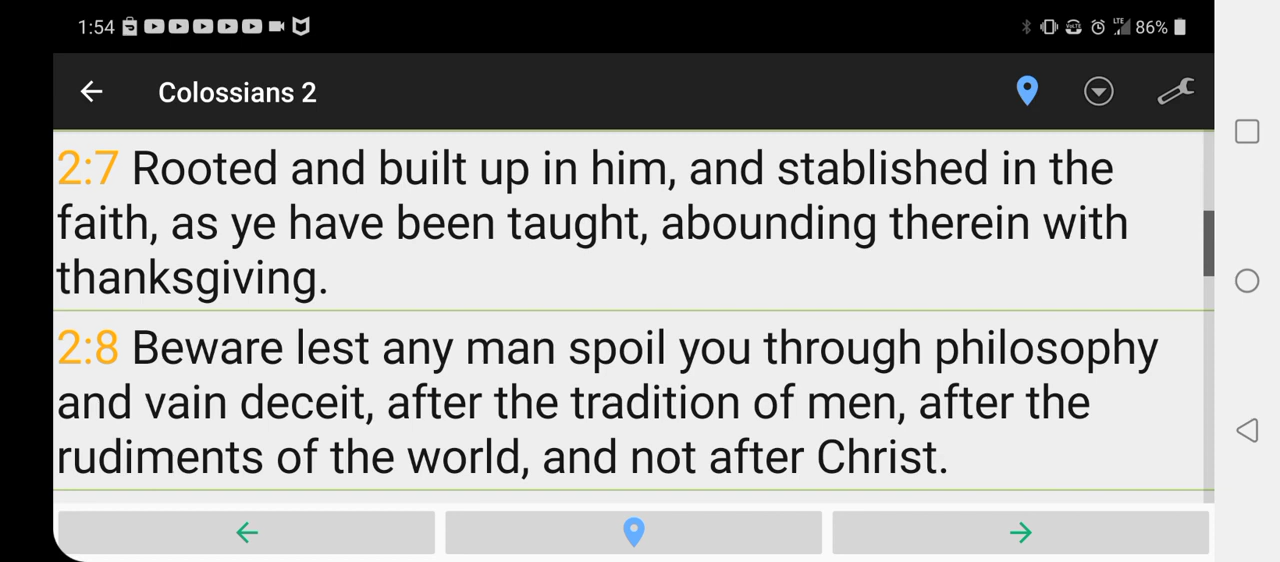 1:54
LTE 86%
Colossians 2
2:7 Rooted and built up in him, and stablished in the
faith, as ye have been taught, abounding therein with
thanksgiving.
2:8 Beware lest any man spoil you through philosophy
and vain deceit, after the tradition of men, after the
rudiments of the world, and not after Christ.